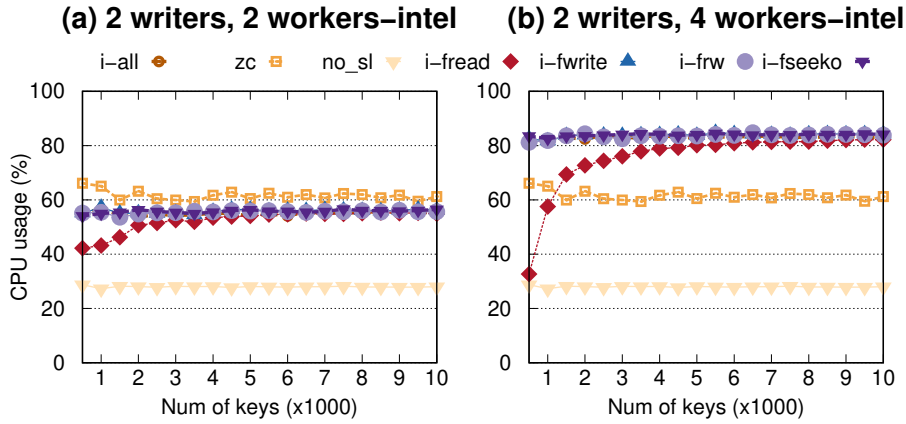 (a) 2 writers, 2 workers-intel (b) 2 writers, 4 workers-intel
i-all zc no_sl i-fread i-fwrite i-frw i-fseeko
CPU usage (%)
100
80
60
40
20
0
1 2 3 4 5 6 7 8 9 10
Num of keys (x1000)
100
80
60
40
20
0
1 2 3 4 5 6 7 8 9 10
Num of keys (x1000)